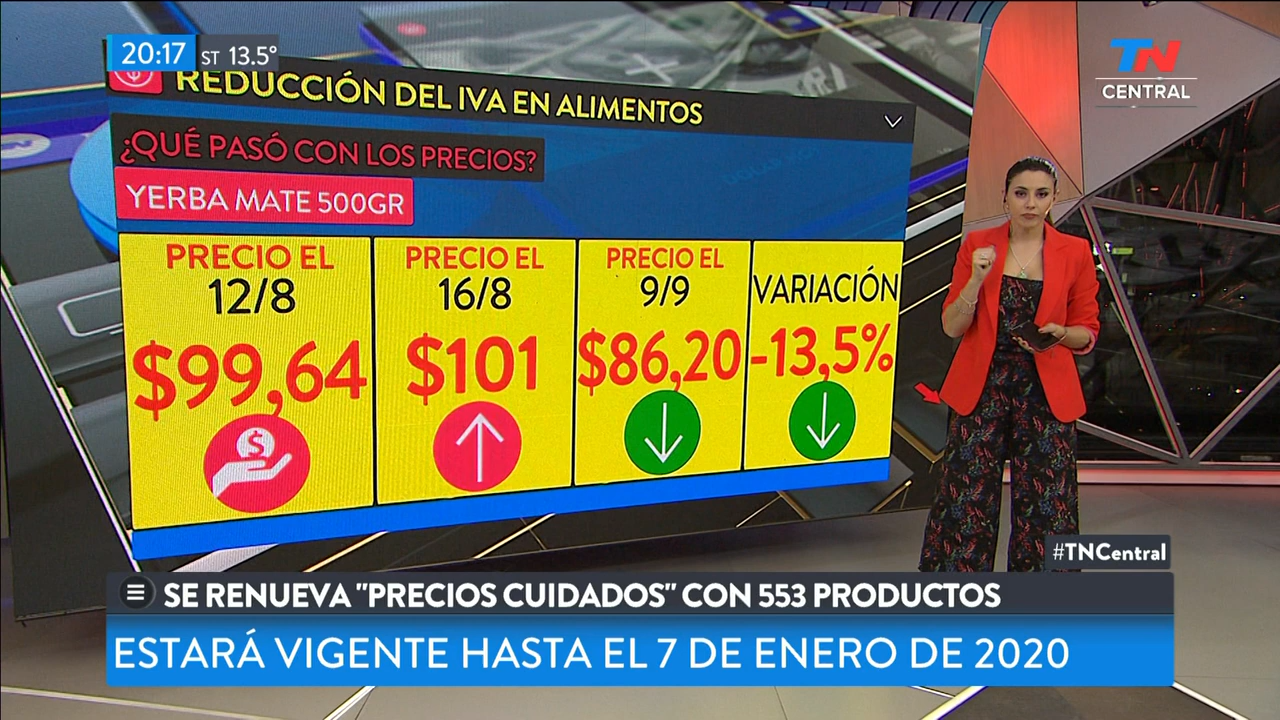 20:17 ST 13.5°
TN
CENTRAL
REDUCCIÓN DEL IVA EN ALIMENTOS
¿QUÉ PASÓ CON LOS PRECIOS?
YERBA MATE 500GR
PRECIO EL
12/8
$99,64
$
PRECIO EL
16/8
$101
PRECIO EL
9/9
$86,20
VARIACIÓN
-13,5%
#TNCentral
SE RENUEVA "PRECIOS CUIDADOS" CON 553 PRODUCTOS
ESTARÁ VIGENTE HASTA EL 7 DE ENERO DE 2020